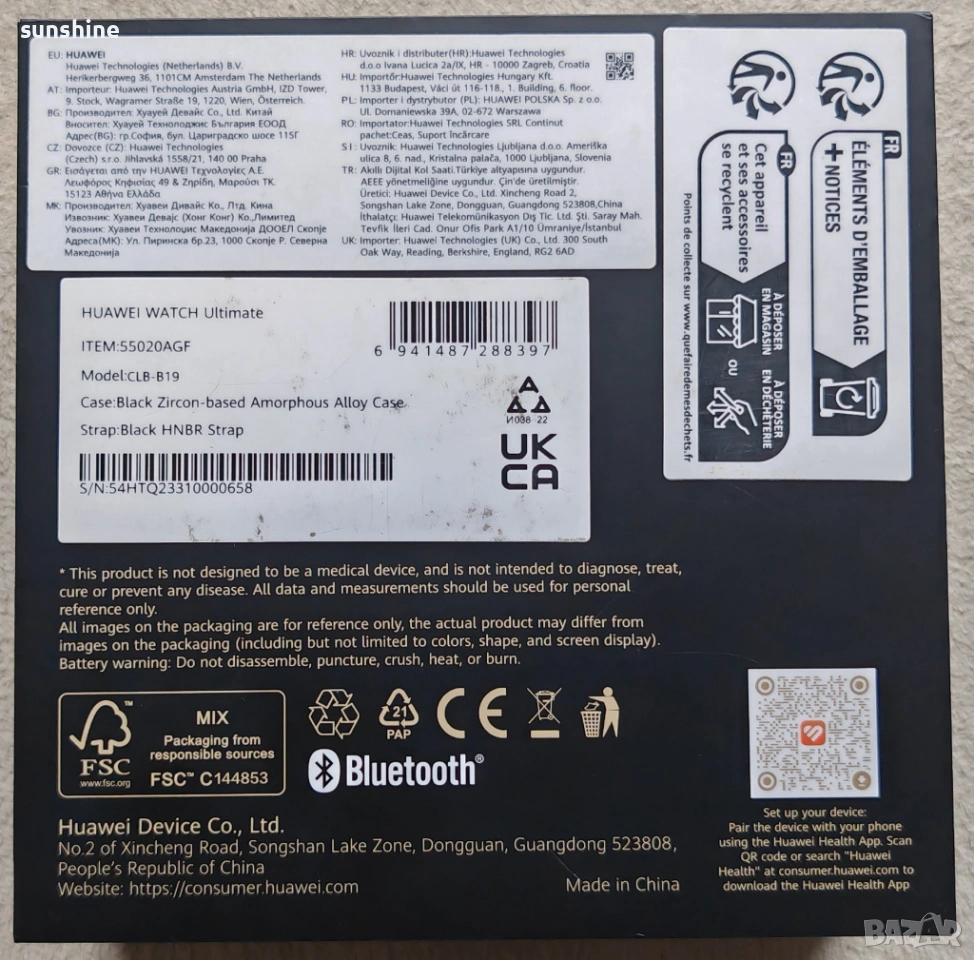 sunshine
EU: HUAWEI
Huawei Technologies (Netherlands) B.V.
Herikerbergweg 36, 1101CM Amsterdam The Netherlands
AT: Importeur: Huawei Technologies Austria GmbH, IZD Tower,
9. Stock, Wagramer Straße 19, 1220, Wien, Österreich.
BG: Производител: Хуауей Девайс Ко., Лтд. Китай
Вносител: Хуауей Технолоджис България ЕООД
Адрес(BG): гр.София, бул. Цариградско шосе 115Г
CZ: Dovozce (CZ): Huawei Technologies
(Czech) s.r.o. Jihlavská 1558/21, 140 00 Praha
GR: Εισάγεται από την HUAWEI Τεχνολογίες Α.Ε.
Λεωφόρος Κηφισίας 49 & Ζηρίδη, Μαρούσι ΤΚ.
15123 Αθήνα Ελλάδα
MK: Производител: Хуавеи Дивайс Ко., Лтд. Кина
Извозник: Хуавеи Девајс (Хонг Конг) Ко.,Лимитед
Увозник: Хуавеи Технолоџис Македонија ДООЕЛ Скопје
Адреса(МК): Ул. Пиринска бр.23, 1000 Скопје Р. Северна
Македонија
HR: Uvoznik i distributer(HR):Huawei Technologies
d.o.o Ivana Lucica 2a/IX, HR - 10000 Zagreb, Croatia
HU: Importőr:Huawei Technologies Hungary Kft.
1133 Budapest, Váci út 116-118., 1. Building, 6. floor.
PL: Importer i dystrybutor (PL): HUAWEI POLSKA Sp. z o.o.
Ul. Domaniewska 39A, 02-672 Warszawa
RO: Importator: Huawei Technologies SRL Continut
pachet:Ceas, Suport Încărcare
SI: Uvoznik: Huawei Technologies Ljubljana d.o.o. Ameriška
ulica 8, 6. nad., Kristalna palača, 1000 Ljubljana, Slovenia
TR: Akıllı Dijital Kol Saati.Türkiye altyapısına uygundur.
AEEE yönetmeliğine uygundur. Çin'de üretilmiştir.
Üretici: Huawei Device Co., Ltd. Xincheng Road 2,
Songshan Lake Zone, Dongguan, Guangdong 523808,China
İthalatçı: Huawei Telekomünikasyon Dış Tic. Ltd. Şti. Saray Mah.
Tevfik İleri Cad. Onur Ofis Park A1/10 Ümraniye/İstanbul
UK: Importer: Huawei Technologies (UK) Co., Ltd. 300 South
Oak Way, Reading, Berkshire, England, RG2 6AD
FR
ÉLÉMENTS D'EMBALLAGE
+ NOTICES
FR
Cet appareil
et ses accessoires
se recyclent
À DÉPOSER
EN MAGASIN
OU
À DÉPOSER
EN DÉCHÈTERIE
Points de collecte sur www.quefairedemesdechets.fr
HUAWEI WATCH Ultimate
ITEM:55020AGF
Model:CLB-B19
Case:Black Zircon-based Amorphous Alloy Case
Strap:Black HNBR Strap
S/N:54HTQ23310000658
6 941487 288397
И036 22
UK
CA
* This product is not designed to be a medical device, and is not intended to diagnose, treat,
cure or prevent any disease. All data and measurements should be used for personal
reference only.
All images on the packaging are for reference only, the actual product may differ from
images on the packaging (including but not limited to colors, shape, and screen display).
Battery warning: Do not disassemble, puncture, crush, heat, or burn.
FSC
www.fsc.org
MIX
Packaging from
responsible sources
FSC™ C144853
21
PAP
CE
Bluetooth®
Huawei Device Co., Ltd.
No.2 of Xincheng Road, Songshan Lake Zone, Dongguan, Guangdong 523808,
People's Republic of China
Website: https://consumer.huawei.com
Made in China
Set up your device:
Pair the device with your phone
using the Huawei Health App. Scan
QR code or search "Huawei
Health" at consumer.huawei.com to
download the Huawei Health App
BAZAR